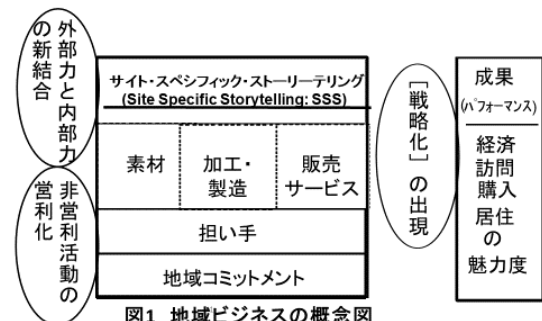 外部力と内部力
の新結合
非営利活動の
営利化
サイト・スペシフィック・ストーリーテリング
(Site Specific Storytelling: SSS)
素材
加工・
製造
販売
サービス
担い手
地域コミットメント
[戦略化]の出現
成果
(パフォーマンス)
経済
訪問
購入
居住
の
魅力度
図1 地域ビジネスの概念図